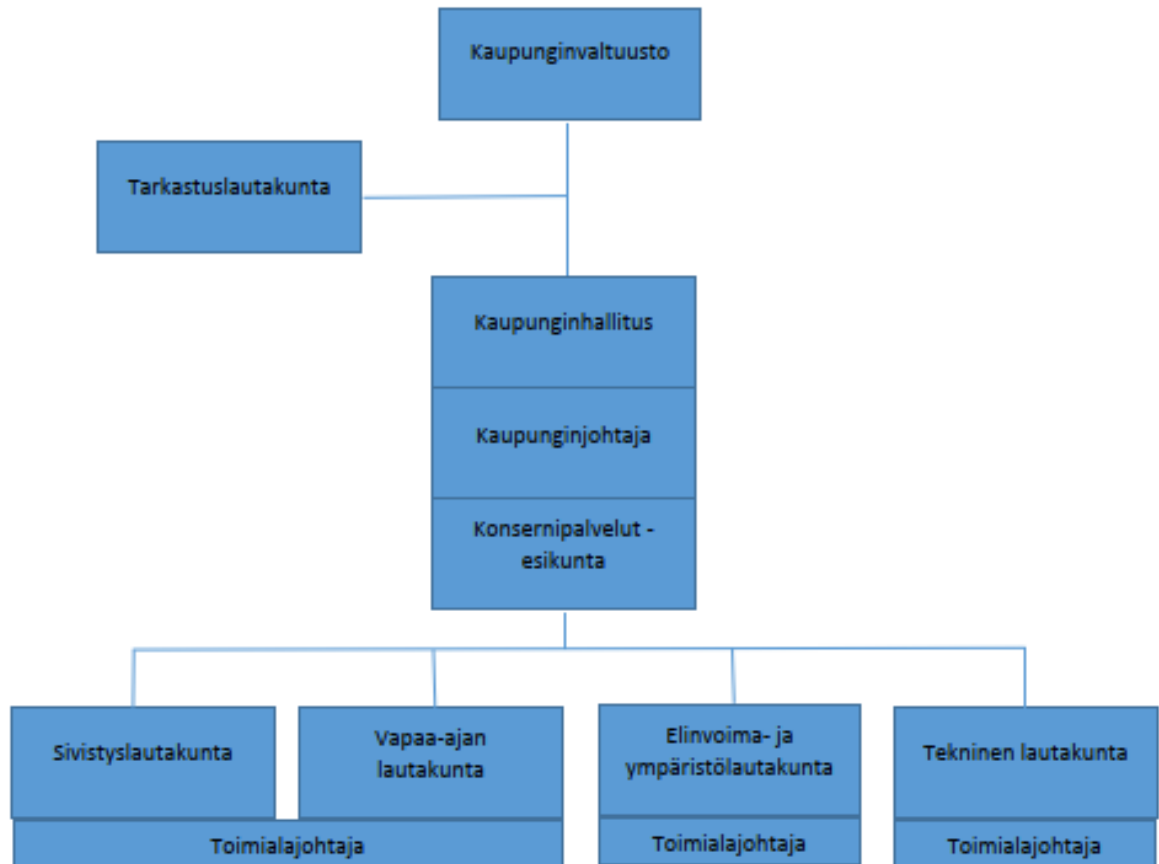 Kaupunginvaltuusto
Tarkastuslautakunta
Kaupunginhallitus
Kaupunginjohtaja
Konsernipalvelut -
esikunta
Sivistyslautakunta
Vapaa-ajan
lautakunta
Elinvoima- ja
ympäristölautakunta
Tekninen lautakunta
Toimialajohtaja
Toimialajohtaja
Toimialajohtaja